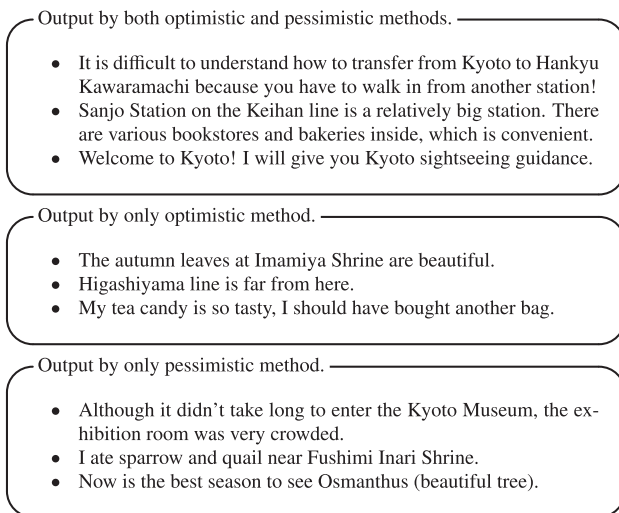 Output by both optimistic and pessimistic methods.
• It is difficult to understand how to transfer from Kyoto to Hankyu
Kawaramachi because you have to walk in from another station!
• Sanjo Station on the Keihan line is a relatively big station. There
are various bookstores and bakeries inside, which is convenient.
• Welcome to Kyoto! I will give you Kyoto sightseeing guidance.
Output by only optimistic method.
• The autumn leaves at Imamiya Shrine are beautiful.
• Higashiyama line is far from here.
• My tea candy is so tasty, I should have bought another bag.
Output by only pessimistic method.
• Although it didn't take long to enter the Kyoto Museum, the ex-
hibition room was very crowded.
• I ate sparrow and quail near Fushimi Inari Shrine.
• Now is the best season to see Osmanthus (beautiful tree).